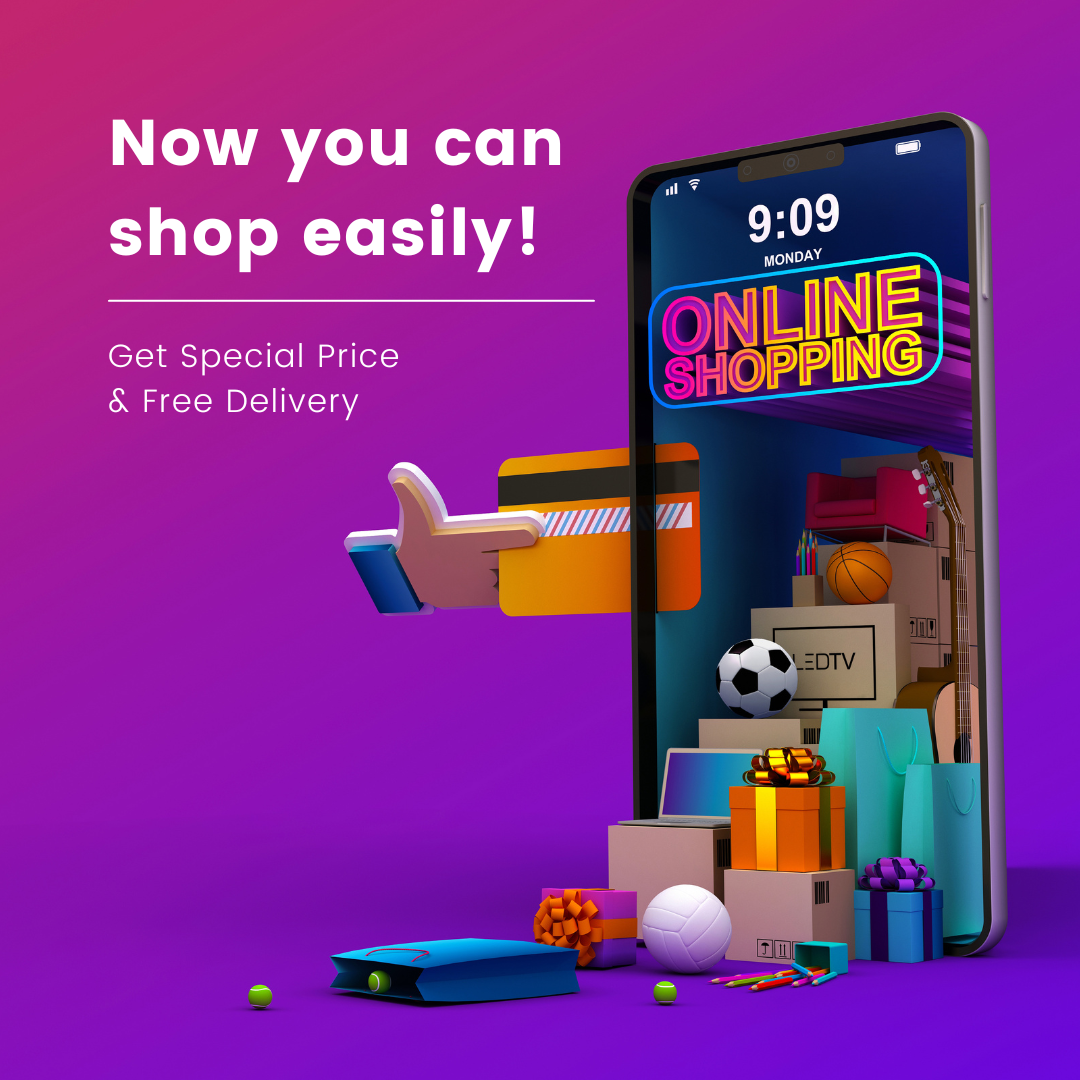 Now you can
shop easily!
Get Special Price
& Free Delivery
9:09
MONDAY
ONLINE
SHOPPING
LEDTV